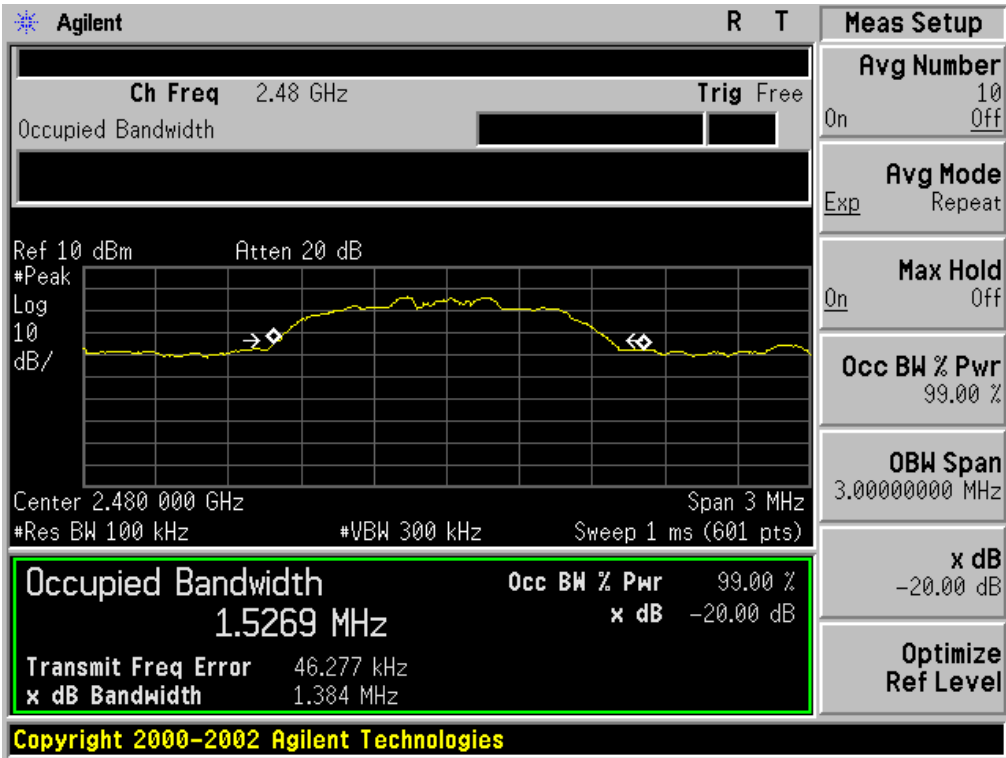 Agilent R T Meas Setup
Ch Freq 2.48 GHz Trig Free
Occupied Bandwidth
Ref 10 dBm Atten 20 dB
#Peak
Log
10
dB/
Center 2.480 000 GHz Span 3 MHz
#Res BW 100 kHz #VBW 300 kHz Sweep 1 ms (601 pts)
Occupied Bandwidth Occ BW % Pwr 99.00 %
1.5269 MHz x dB -20.00 dB
Transmit Freq Error 46.277 kHz
x dB Bandwidth 1.384 MHz
Copyright 2000-2002 Agilent Technologies
Avg Number
10
On Off
Avg Mode
Exp Repeat
Max Hold
On Off
Occ BW % Pwr
99.00 %
OBW Span
3.00000000 MHz
x dB
-20.00 dB
Optimize
Ref Level